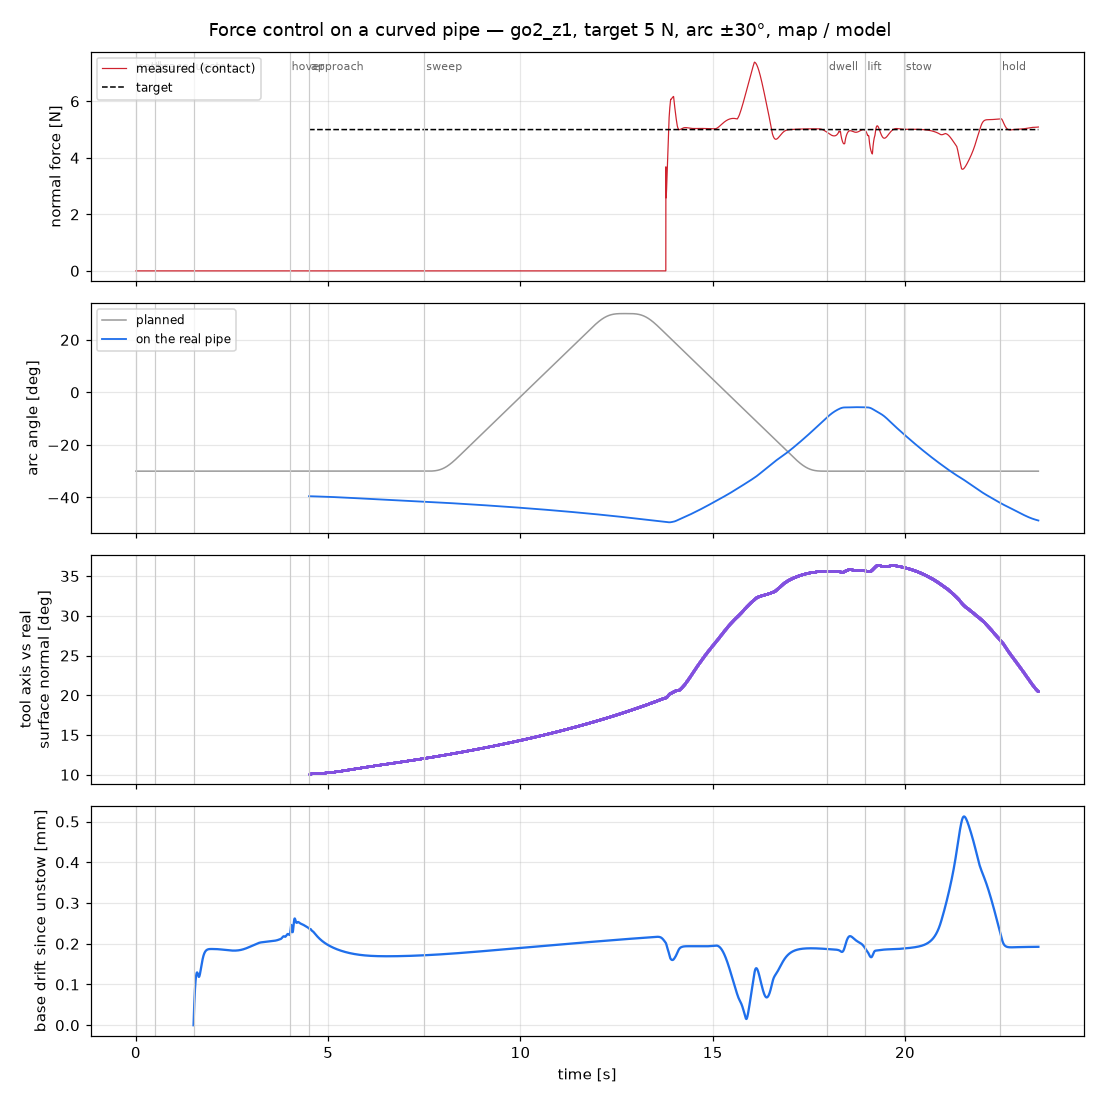 Force control on a curved pipe — go2_z1, target 5 N, arc ±30°, map / model
measured (contact)
target
hover
approach
sweep
dwell
lift
stow
hold
normal force [N]
6
4
2
0
planned
on the real pipe
arc angle [deg]
20
0
−20
−40
tool axis vs real
surface normal [deg]
35
30
25
20
15
10
base drift since unstow [mm]
0.5
0.4
0.3
0.2
0.1
0.0
0
5
10
15
20
time [s]